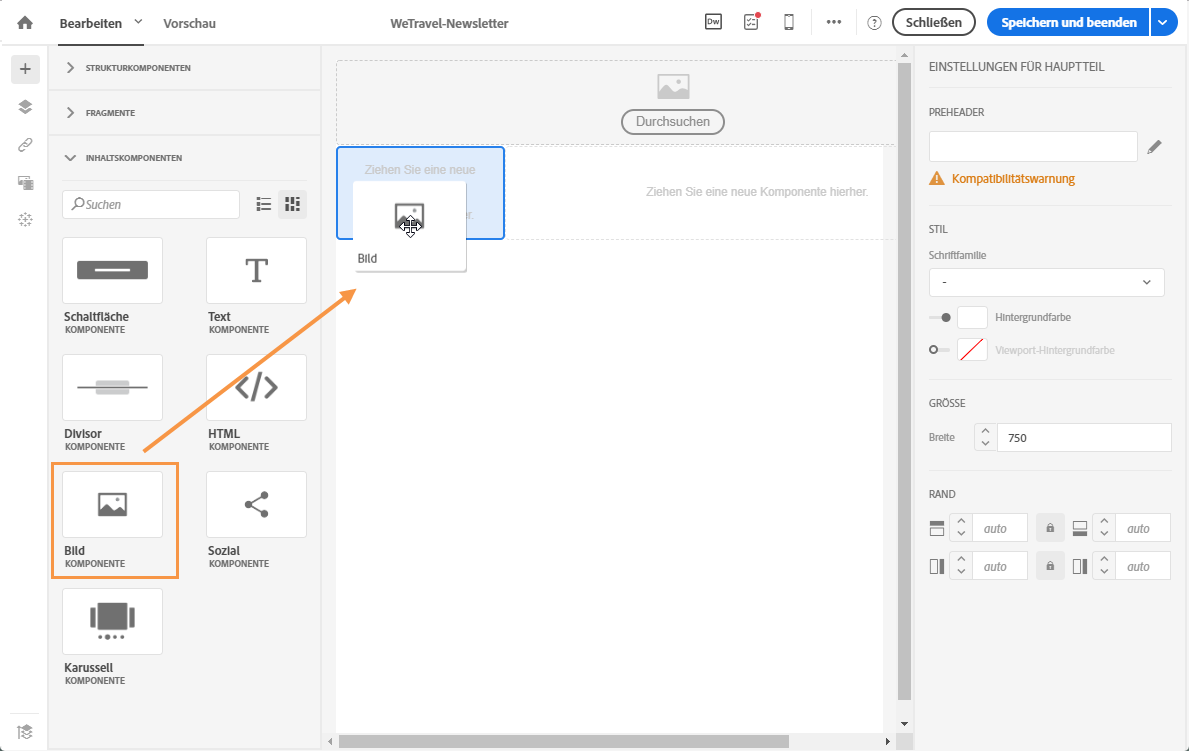 Bearbeiten
Vorschau
WeTravel-Newsletter
Dw
Schließen
Speichern und beenden
STRUKTURKOMPONENTEN
FRAGMENTE
INHALTSKOMPONENTEN
Suchen
Schaltfläche
KOMPONENTE
Text
KOMPONENTE
Divisor
KOMPONENTE
HTML
KOMPONENTE
Bild
KOMPONENTE
Sozial
KOMPONENTE
Karussell
KOMPONENTE
Durchsuchen
Ziehen Sie eine neue
r.
Bild
Ziehen Sie eine neue Komponente hierher.
EINSTELLUNGEN FÜR HAUPTTEIL
PREHEADER
Kompatibilitätswarnung
STIL
Schriftfamilie
-
Hintergrundfarbe
Viewport-Hintergrundfarbe
GRÖSSE
Breite
750
RAND
auto
auto
auto
auto